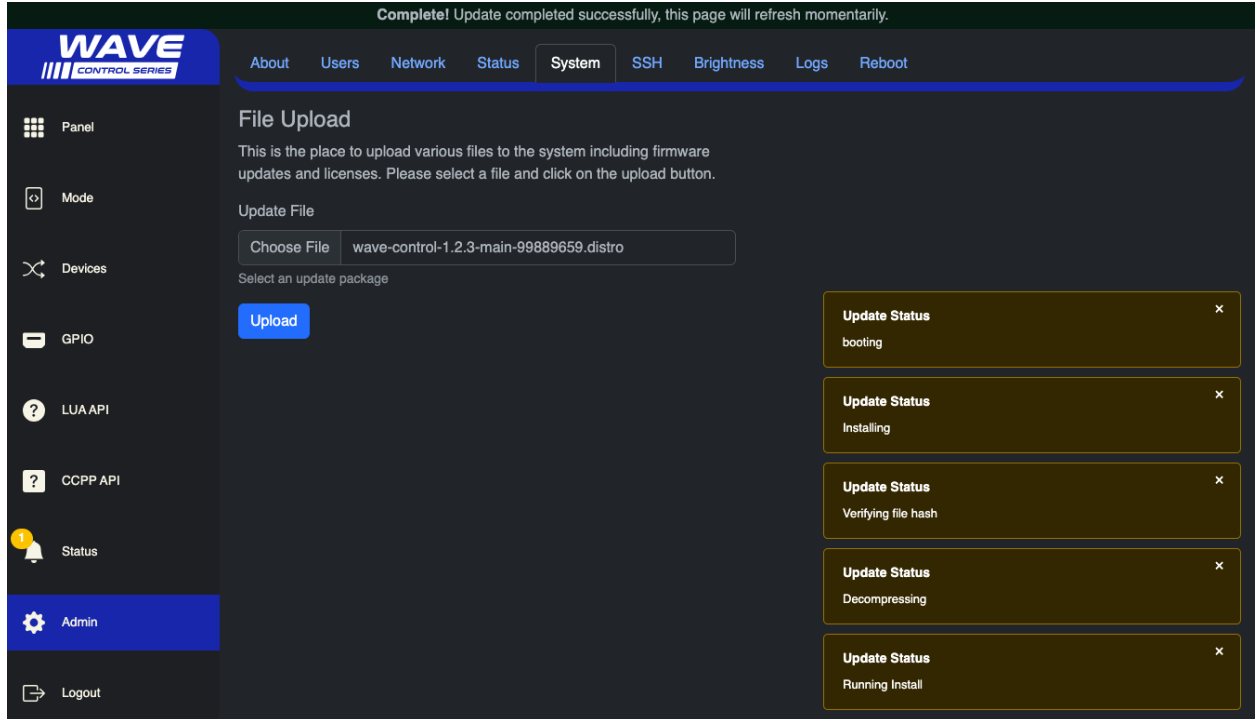 Complete! Update completed successfully, this page will refresh momentarily.
WAVE
CONTROL SERIES
About Users Network Status System SSH Brightness Logs Reboot
Panel
Mode
Devices
GPIO
LUA API
CCPP API
1
Status
Admin
Logout
File Upload
This is the place to upload various files to the system including firmware
updates and licenses. Please select a file and click on the upload button.
Update File
Choose File wave-control-1.2.3-main-99889659.distro
Select an update package
Upload
Update Status
booting
Update Status
Installing
Update Status
Verifying file hash
Update Status
Decompressing
Update Status
Running Install